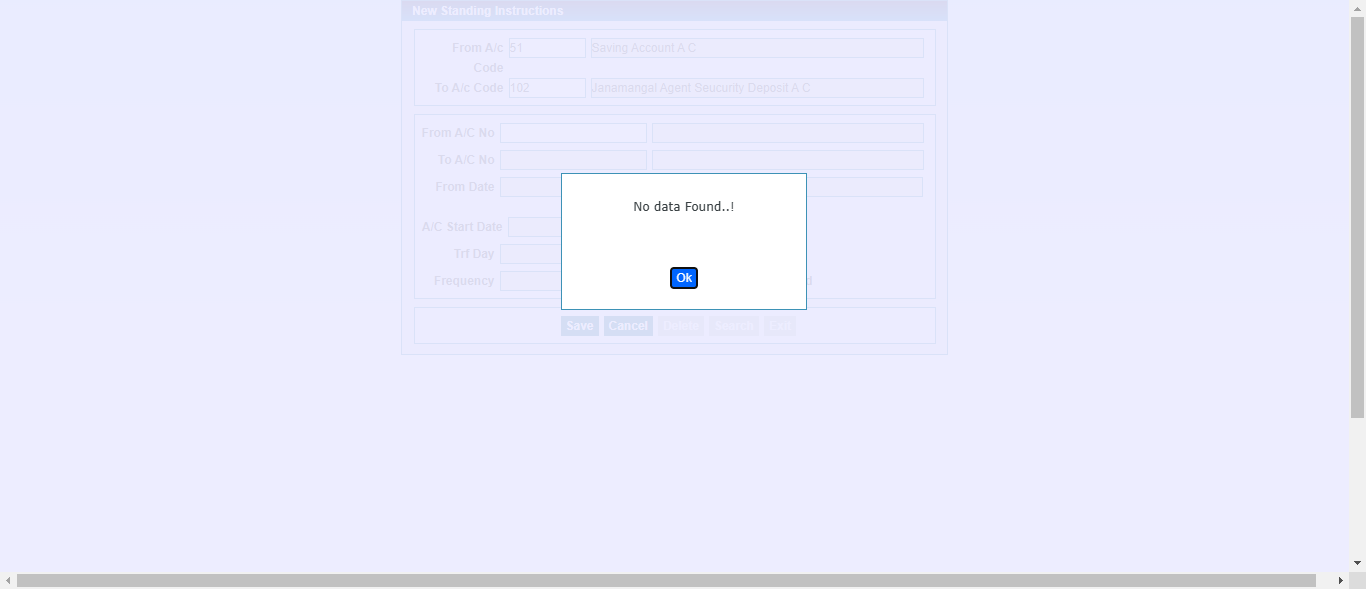 New Standing Instructions
From A/c Code 51 Saving Account A C
To A/c Code 102 Janamangal Agent Seucurity Deposit A C
From A/C No
To A/C No
From Date
No data Found..!
A/C Start Date
Trf Day
Ok
Frequency
Save Cancel Delete Search Exit